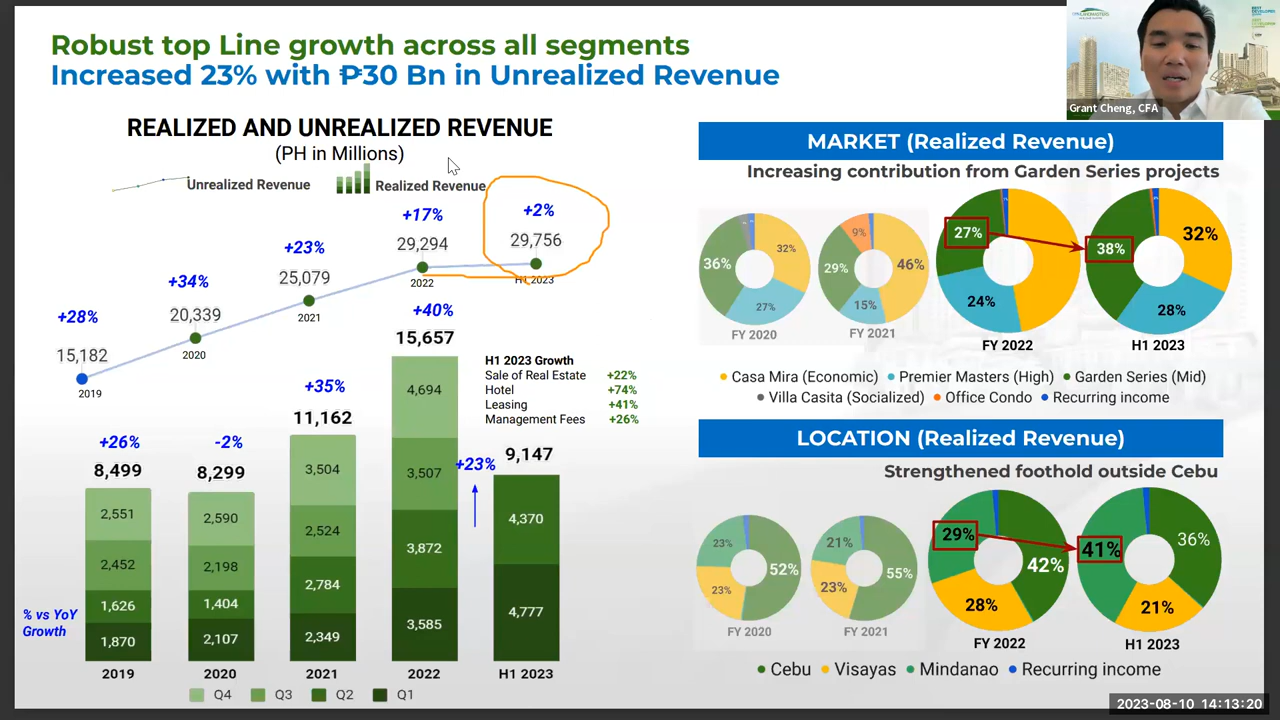 Robust top Line growth across all segments
Increased 23% with ₱30 Bn in Unrealized Revenue
Grant Cheng, CFA
REALIZED AND UNREALIZED REVENUE
(PH in Millions)
Unrealized Revenue
Realized Revenue
+28%
15,182
2019
+34%
20,339
2020
+23%
25,079
2021
+17%
29,294
2022
+2%
29,756
H1 2023
+26%
8,499
2,551
2,452
1,626
1,870
2019
-2%
8,299
2,590
2,198
1,404
2,107
2020
+35%
11,162
3,504
2,524
2,784
2,349
2021
+40%
15,657
4,694
3,507
3,872
3,585
2022
+23%
9,147
4,370
4,777
H1 2023
% vs YoY
Growth
Q4 Q3 Q2 Q1
H1 2023 Growth
Sale of Real Estate +22%
Hotel +74%
Leasing +41%
Management Fees +26%
MARKET (Realized Revenue)
Increasing contribution from Garden Series projects
36%
32%
27%
FY 2020
9%
29%
46%
15%
FY 2021
27%
24%
FY 2022
38%
32%
28%
H1 2023
Casa Mira (Economic) Premier Masters (High) Garden Series (Mid)
Villa Casita (Socialized) Office Condo Recurring income
LOCATION (Realized Revenue)
Strengthened foothold outside Cebu
23%
52%
23%
FY 2020
21%
55%
23%
FY 2021
29%
42%
28%
FY 2022
41%
36%
21%
H1 2023
Cebu Visayas Mindanao Recurring income
2023-08-10 14:13:20